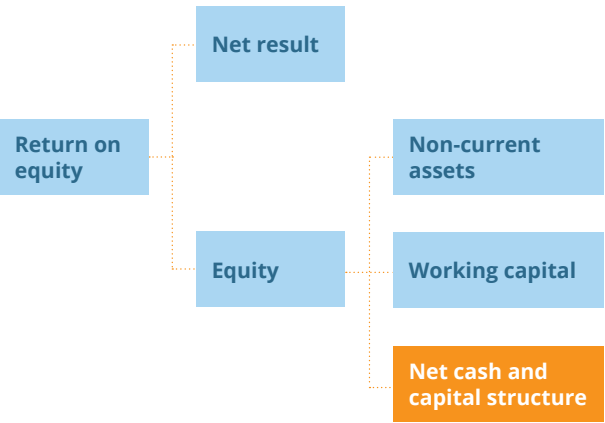 Net result
Return on
equity
Non-current
assets
Equity
Working capital
Net cash and
capital structure